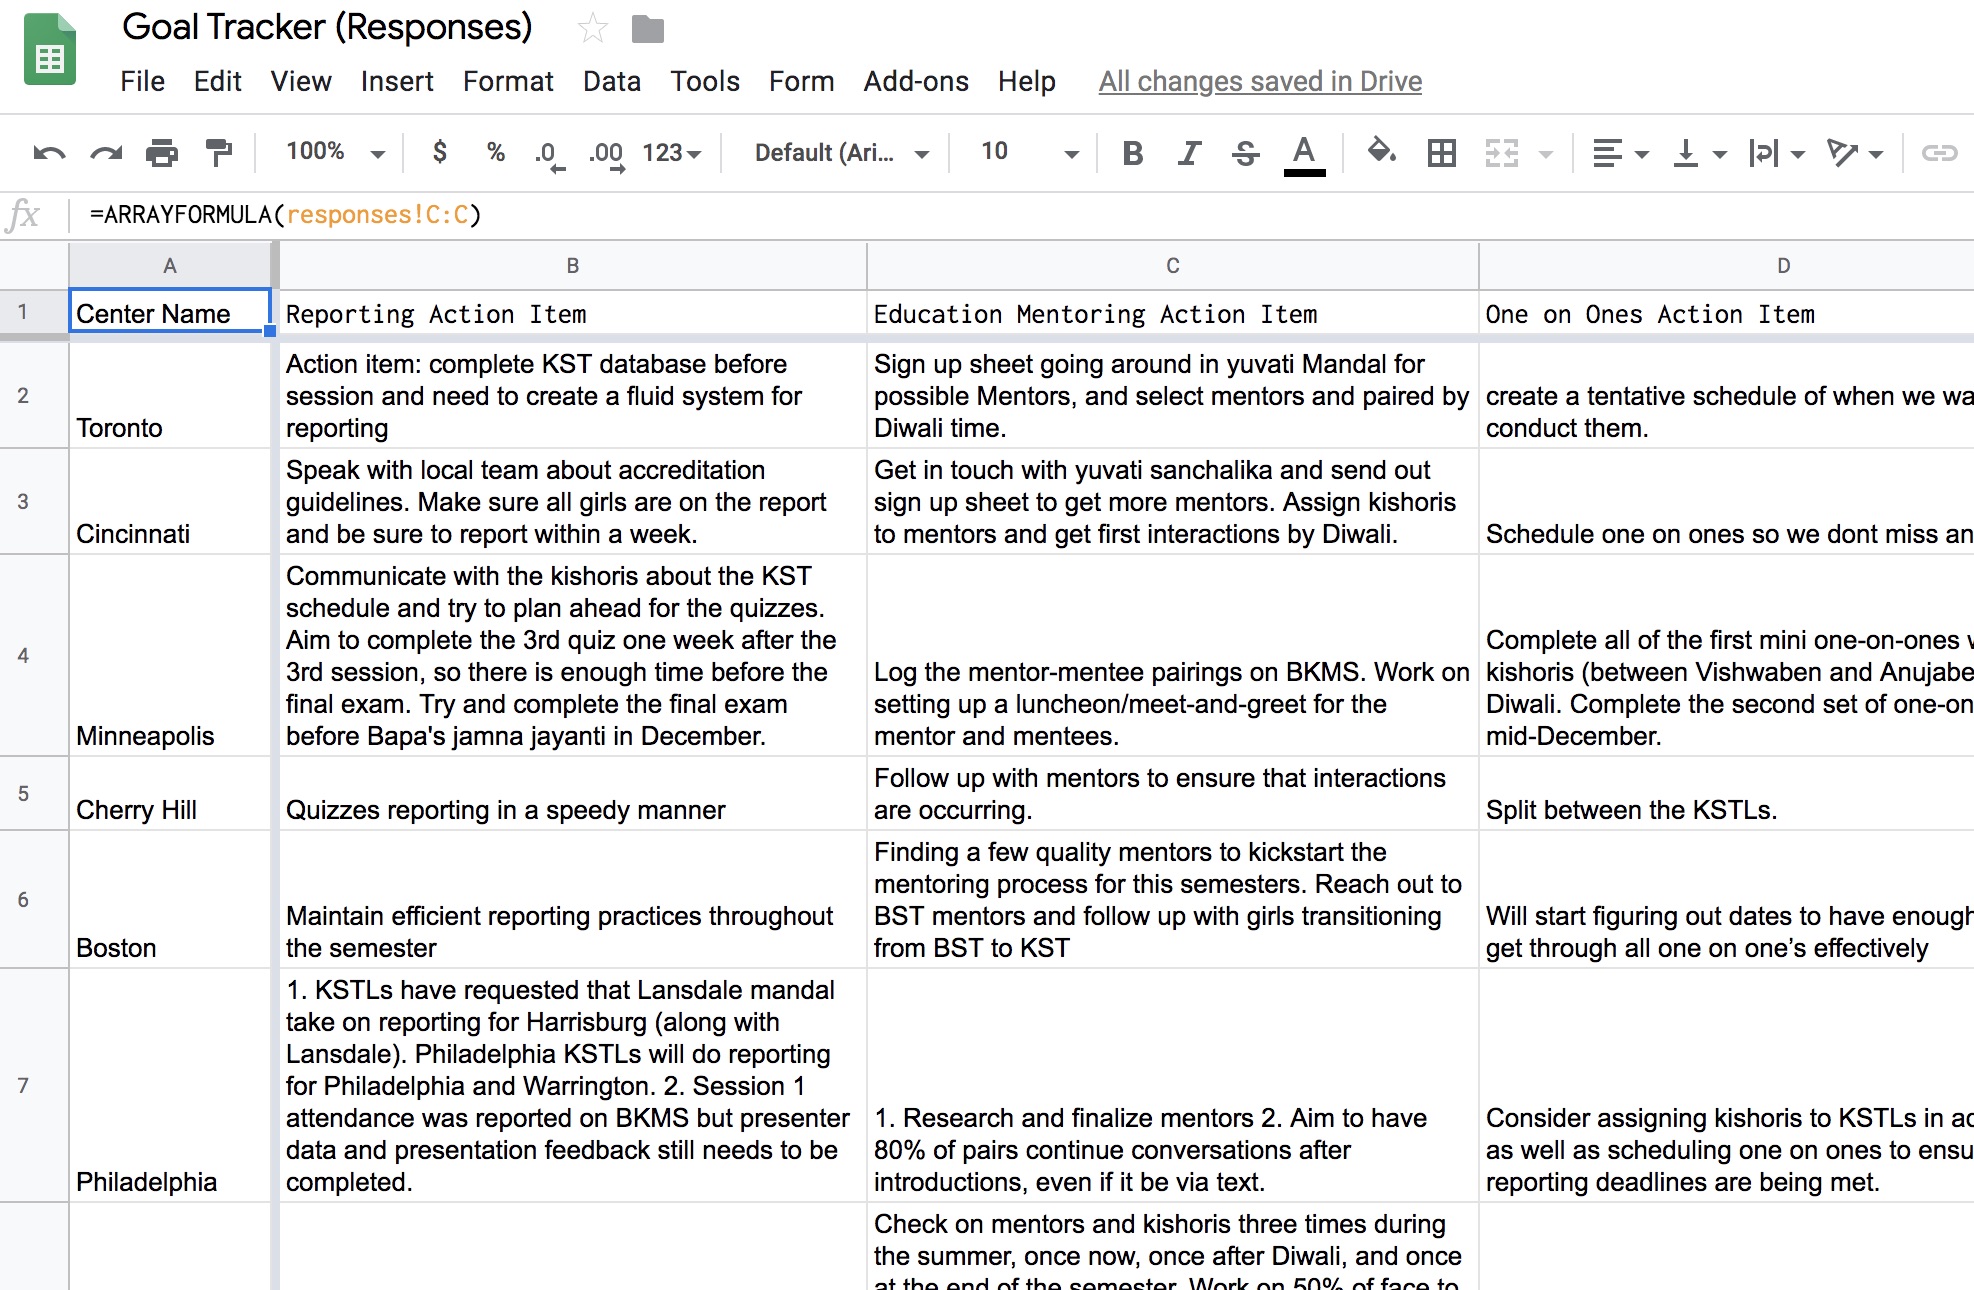 Goal Tracker (Responses)
File Edit View Insert Format Data Tools Form Add-ons Help All changes saved in Drive
100% $ % .0 .00 123 Default (Ari... 10 B I S A
fx =ARRAYFORMULA(responses!C:C)
A B C D
1 Center Name Reporting Action Item Education Mentoring Action Item One on Ones Action Item
2
Toronto
Action item: complete KST database before
session and need to create a fluid system for
reporting
Sign up sheet going around in yuvati Mandal for
possible Mentors, and select mentors and paired by
Diwali time.
create a tentative schedule of when we
conduct them.
3
Cincinnati
Speak with local team about accreditation
guidelines. Make sure all girls are on the report
and be sure to report within a week.
Get in touch with yuvati sanchalika and send out
sign up sheet to get more mentors. Assign kishoris
to mentors and get first interactions by Diwali.
Schedule one on ones so we dont miss
4
Minneapolis
Communicate with the kishoris about the KST
schedule and try to plan ahead for the quizzes.
Aim to complete the 3rd quiz one week after the
3rd session, so there is enough time before the
final exam. Try and complete the final exam
before Bapa's jamna jayanti in December.
Log the mentor-mentee pairings on BKMS. Work on
setting up a luncheon/meet-and-greet for the
mentor and mentees.
Complete all of the first mini one-on-ones
kishoris (between Vishwaben and
Diwali. Complete the second set of
mid-December.
5
Cherry Hill
Quizzes reporting in a speedy manner
Follow up with mentors to ensure that interactions
are occurring.
Split between the KSTLs.
6
Boston
Maintain efficient reporting practices throughout
the semester
Finding a few quality mentors to kickstart the
mentoring process for this semesters. Reach out to
BST mentors and follow up with girls transitioning
from BST to KST
Will start figuring out dates to have enough
get through all one on one’s effectively
7
Philadelphia
1. KSTLs have requested that Lansdale mandal
take on reporting for Harrisburg (along with
Lansdale). Philadelphia KSTLs will do reporting
for Philadelphia and Warrington. 2. Session 1
attendance was reported on BKMS but presenter
data and presentation feedback still needs to be
completed.
1. Research and finalize mentors 2. Aim to have
80% of pairs continue conversations after
introductions, even if it be via text.
Consider assigning kishoris to KSTLs in
as well as scheduling one on ones to
reporting deadlines are being met.
Check on mentors and kishoris three times during
the summer, once now, once after Diwali, and once
at the end of the semester. Work on 50% of face to